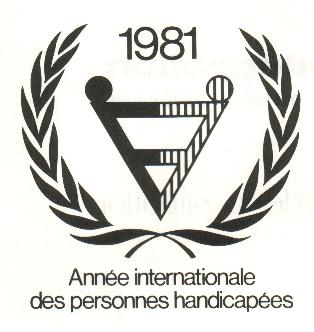 1981
Année internationale
des personnes handicapées